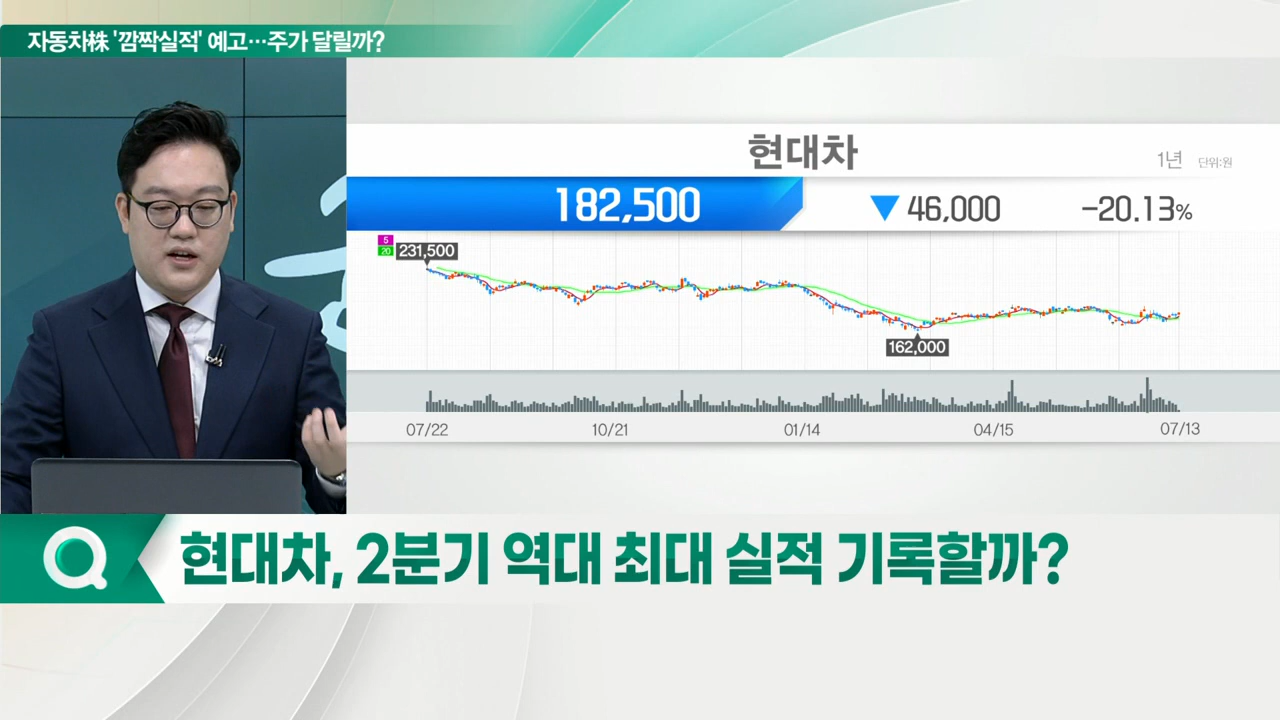 자동차株 '깜짝실적' 예고…주가 달릴까?
현대차
1년 단위:원
182,500 ▼46,000 -20.13%
5
20
231,500
162,000
07/22 10/21 01/14 04/15 07/13
현대차, 2분기 역대 최대 실적 기록할까?